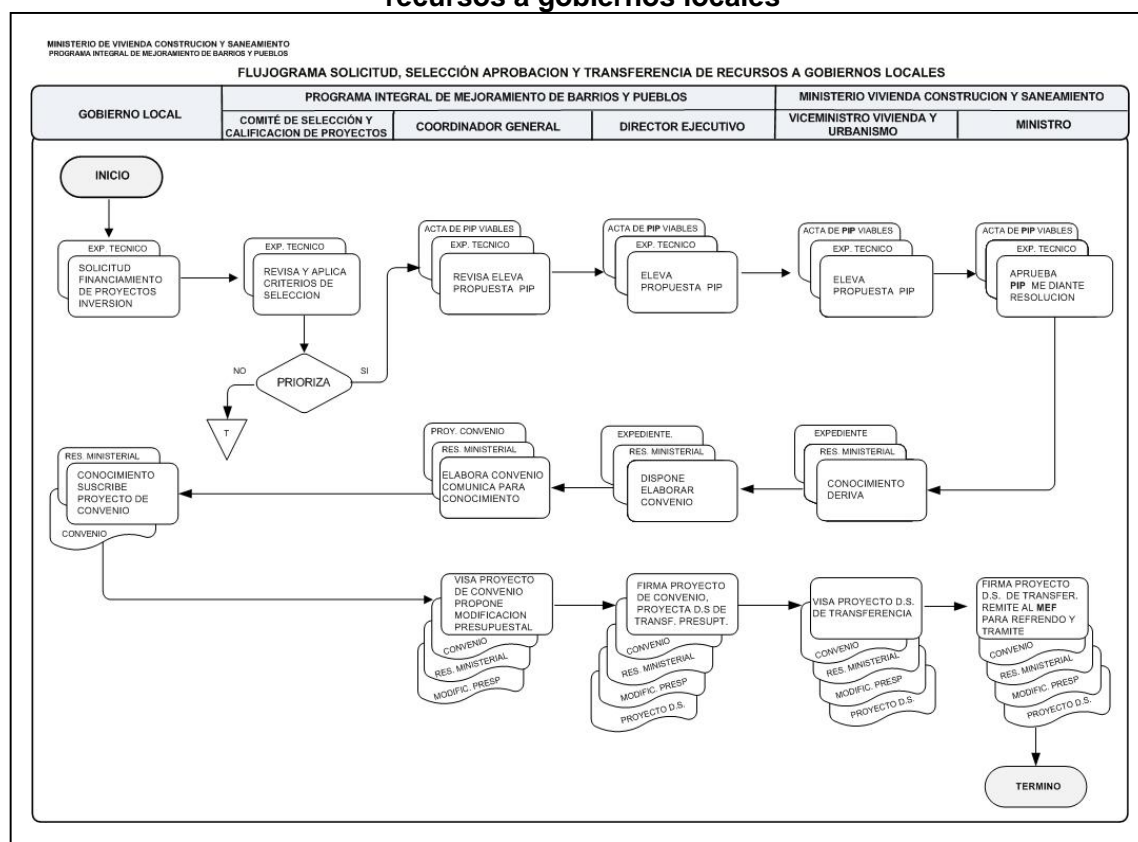 recursos a gobiernos locales
MINISTERIO DE VIVIENDA CONSTRUCION Y SANEAMIENTO
PROGRAMA INTEGRAL DE MEJORAMIENTO DE BARRIOS Y PUEBLOS
FLUJOGRAMA SOLICITUD, SELECCIÓN APROBACION Y TRANSFERENCIA DE RECURSOS A GOBIERNOS LOCALES
GOBIERNO LOCAL
PROGRAMA INTEGRAL DE MEJORAMIENTO DE BARRIOS Y PUEBLOS
MINISTERIO VIVIENDA CONSTRUCION Y SANEAMIENTO
COMITÉ DE SELECCIÓN Y
CALIFICACION DE PROYECTOS
COORDINADOR GENERAL
DIRECTOR EJECUTIVO
VICEMINISTRO VIVIENDA Y
URBANISMO
MINISTRO
INICIO
EXP. TECNICO
SOLICITUD
FINANCIAMIENTO
DE PROYECTOS
INVERSION
EXP. TECNICO
REVISA Y APLICA
CRITERIOS DE
SELECCION
ACTA DE PIP VIABLES
EXP. TECNICO
REVISA ELEVA
PROPUESTA PIP
ACTA DE PIP VIABLES
EXP. TECNICO
ELEVA
PROPUESTA PIP
ACTA DE PIP VIABLES
EXP. TECNICO
ELEVA
PROPUESTA PIP
ACTA DE PIP VIABLES
EXP. TECNICO
APRUEBA
PIP ME DIANTE
RESOLUCION
NO
PRIORIZA
SI
T
RES. MINISTERIAL
CONOCIMIENTO
SUSCRIBE
PROYECTO DE
CONVENIO
CONVENIO
PROY. CONVENIO
RES. MINISTERIAL
ELABORA CONVENIO
COMUNICA PARA
CONOCIMIENTO
EXPEDIENTE.
RES. MINISTERIAL
DISPONE
ELABORAR
CONVENIO
EXPEDIENTE
RES. MINISTERIAL
CONOCIMIENTO
DERIVA
VISA PROYECTO
DE CONVENIO
PROPONE
MODIFICACION
PRESUPUESTAL
CONVENIO
RES. MINISTERIAL
MODIFIC. PRESP
FIRMA PROYECTO
DE CONVENIO,
PROYECTA D.S DE
TRANSF. PRESUPT.
CONVENIO
RES. MINISTERIAL
MODIFIC. PRESP
PROYECTO D.S.
VISA PROYECTO D.S.
DE TRANSFERENCIA
CONVENIO
RES. MINISTERIAL
MODIFIC. PRESP
PROYECTO D.S.
FIRMA PROYECTO
D.S. DE TRANSFER.
REMITE AL MEF
PARA REFRENDO Y
TRAMITE
CONVENIO
RES. MINISTERIAL
MODIFIC. PRESP
PROYECTO D.S.
TERMINO